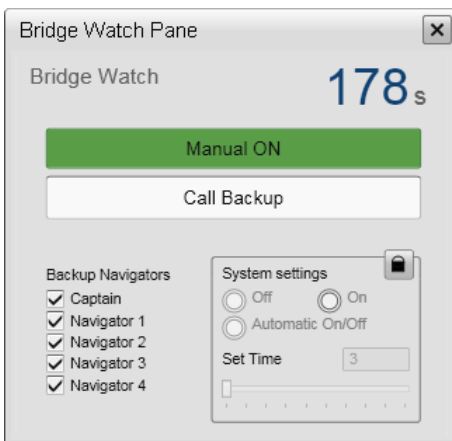 Bridge Watch Pane
Bridge Watch
178 s
Manual ON
Call Backup
Backup Navigators
Captain
Navigator 1
Navigator 2
Navigator 3
Navigator 4
System settings
Off On
Automatic On/Off
Set Time 3